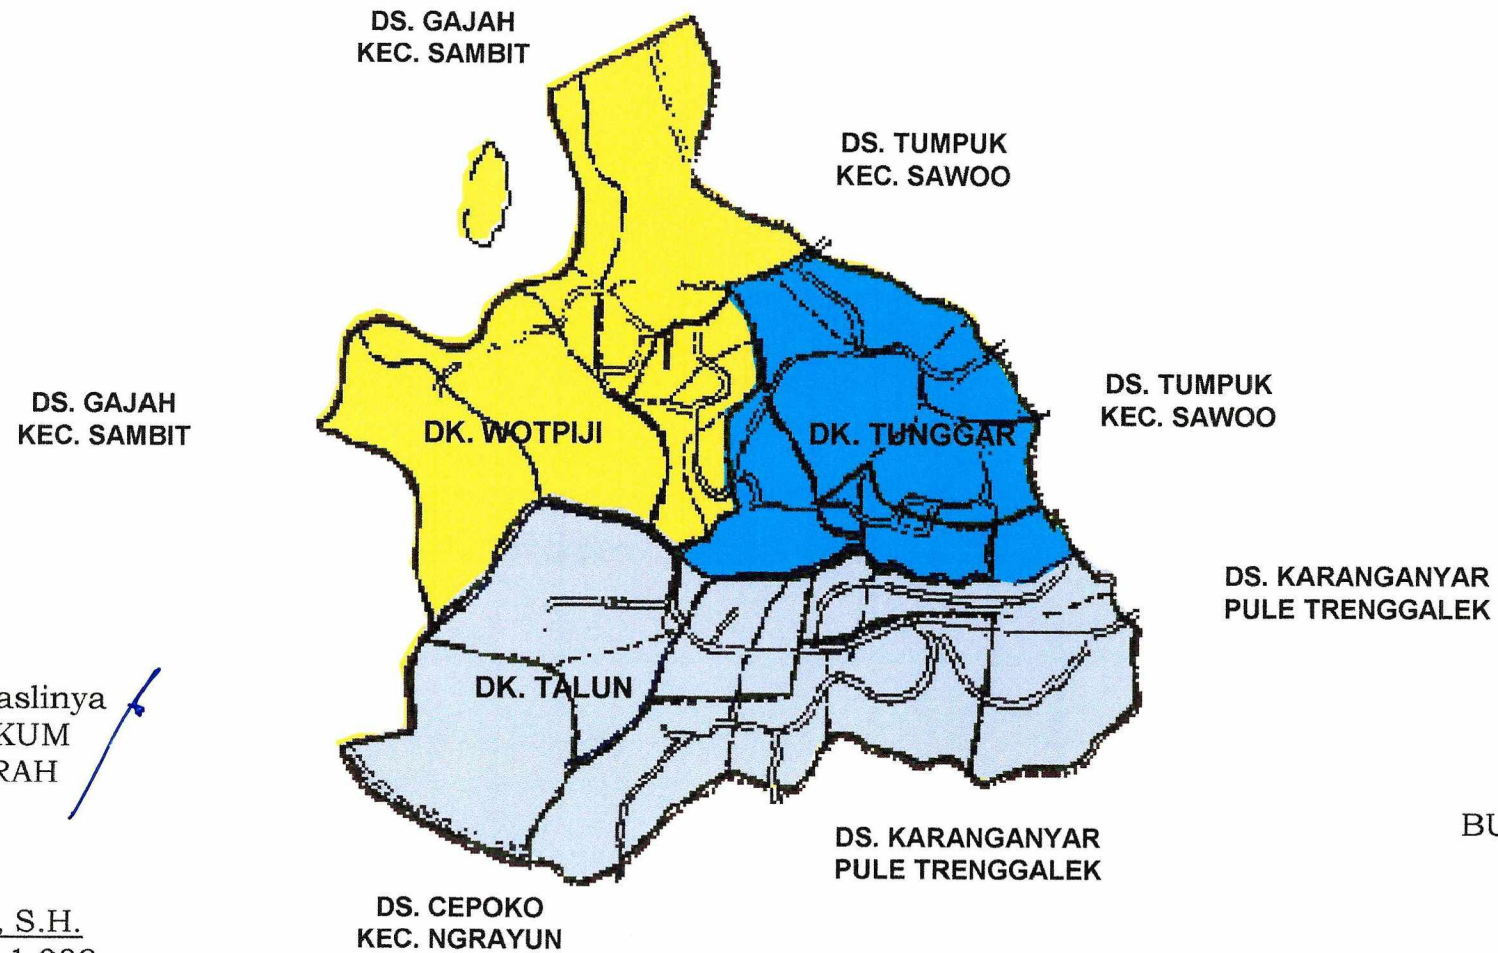 DS. GAJAH
KEC. SAMBIT
DS. TUMPUK
KEC. SAWOO
DS. GAJAH
KEC. SAMBIT
DK. WOTPIJI
DK. TUNGGAR
DS. TUMPUK
KEC. SAWOO
DS. KARANGANYAR
PULE TRENGGALEK
DK. TALUN
aslinya
KUM
RAH
DS. KARANGANYAR
PULE TRENGGALEK
BU
DS. CEPOKO
KEC. NGRAYUN
, S.H.